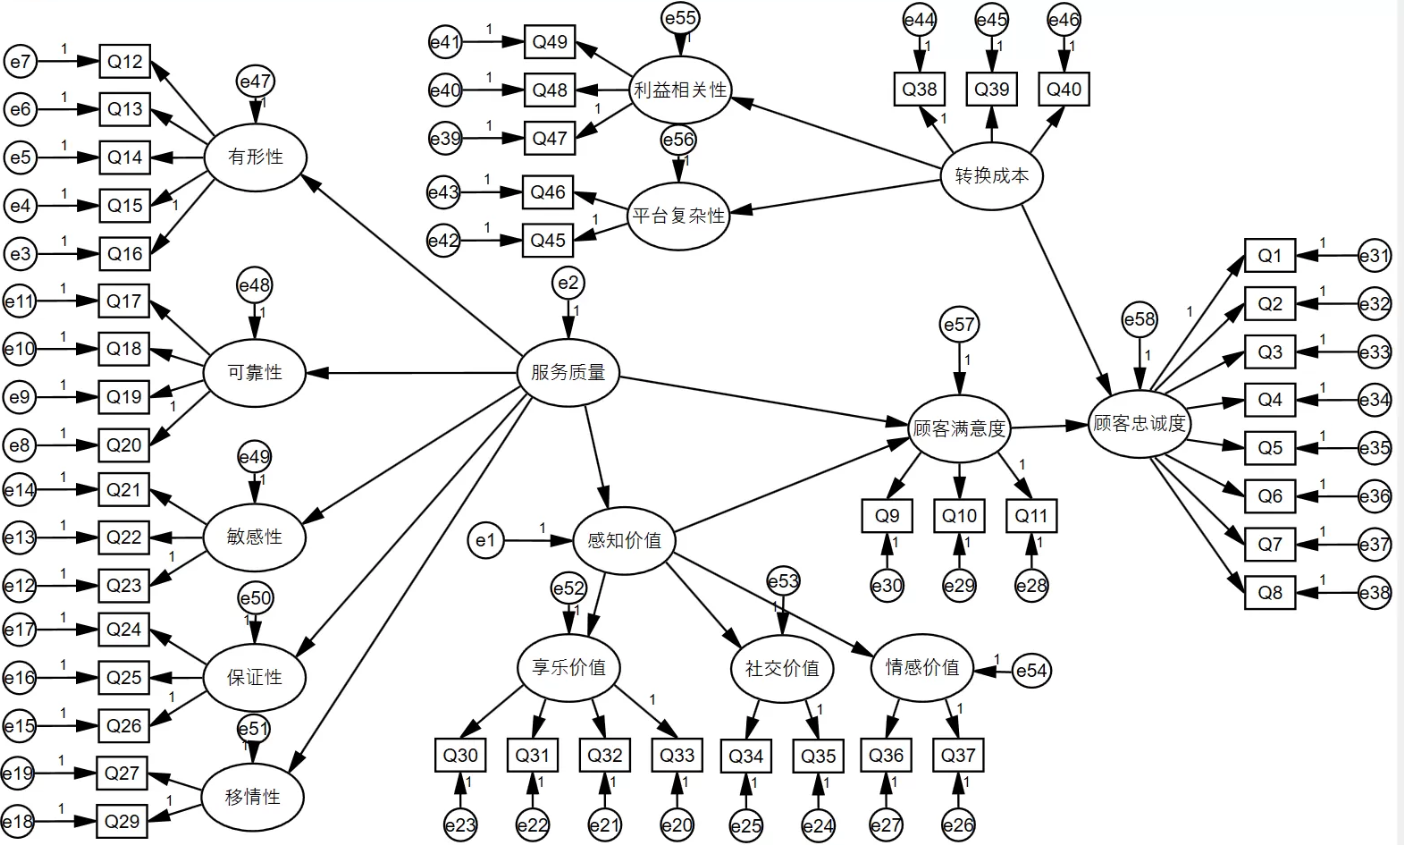 e55
e44
e45
e46
e41
1
Q49
1
1
1
1
e7
1
Q12
e47
1
e40
1
Q48
利益相关性
Q38
Q39
Q40
e6
1
Q13
e39
1
Q47
1
1
e56
e5
1
Q14
有形性
1
转换成本
e4
1
Q15
1
e43
1
Q46
平台复杂性
e3
1
Q16
e42
1
Q45
1
Q1
1
e31
e11
1
Q17
e48
1
e2
1
1
Q2
1
e32
e10
1
Q18
e57
1
e58
1
Q3
1
e33
可靠性
服务质量
e9
1
Q19
1
Q4
1
e34
e8
1
Q20
顾客满意度
顾客忠诚度
Q5
1
e35
e49
1
e14
1
Q21
1
Q6
1
e36
e13
1
Q22
敏感性
e1
1
感知价值
Q9
Q10
Q11
1
1
1
Q7
1
e37
e12
1
Q23
1
e52
1
e53
1
e30
e29
e28
Q8
1
e38
e50
1
e17
1
Q24
e16
1
Q25
保证性
享乐价值
社交价值
情感价值
1
e54
e15
1
Q26
1
1
1
1
e51
1
Q30
Q31
Q32
Q33
Q34
Q35
Q36
Q37
e19
1
Q27
1
1
1
1
1
1
1
1
移情性
e18
1
Q29
1
e23
e22
e21
e20
e25
e24
e27
e26